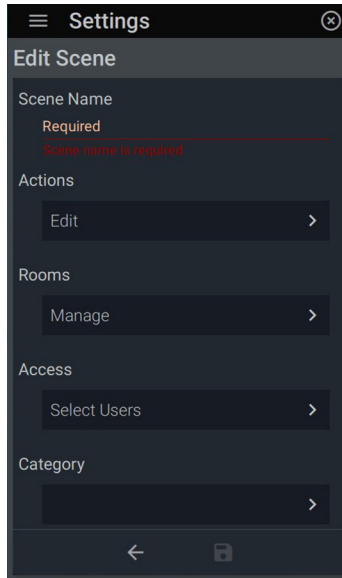 Settings
Edit Scene
Scene Name
Required
Scene name is required
Actions
Edit
Rooms
Manage
Access
Select Users
Category